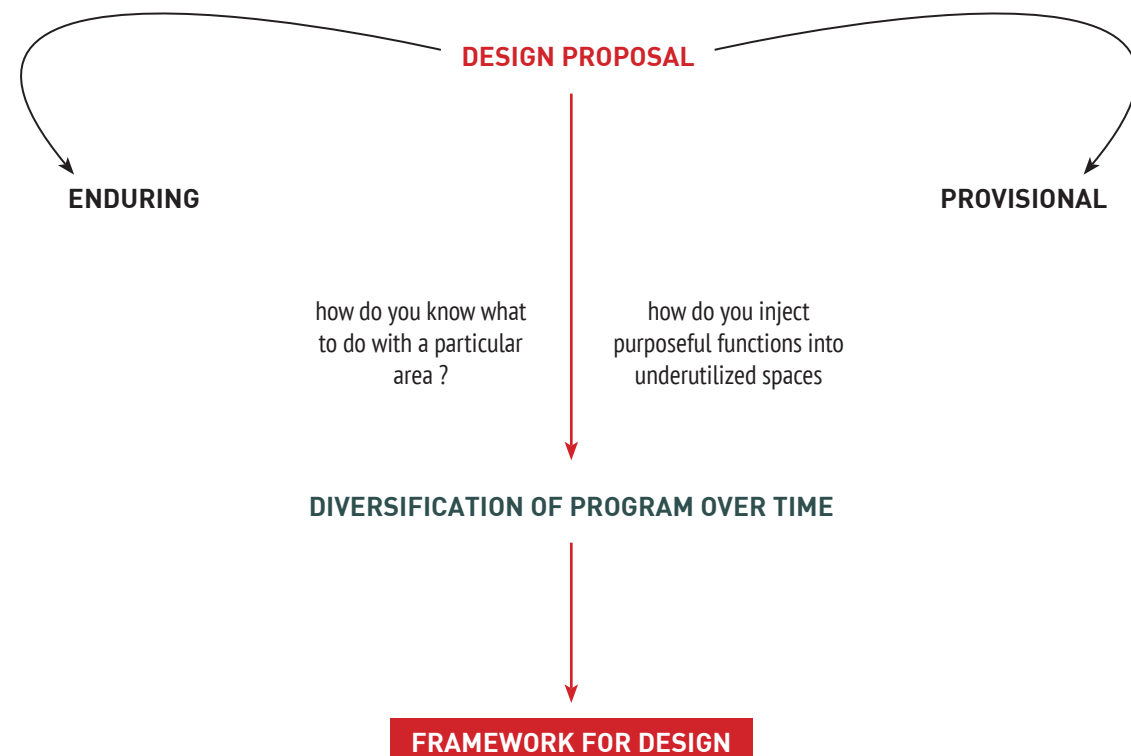 DESIGN PROPOSAL
ENDURING
PROVISIONAL
how do you know what
to do with a particular
area ?
how do you inject
purposeful functions into
underutilized spaces
DIVERSIFICATION OF PROGRAM OVER TIME
FRAMEWORK FOR DESIGN